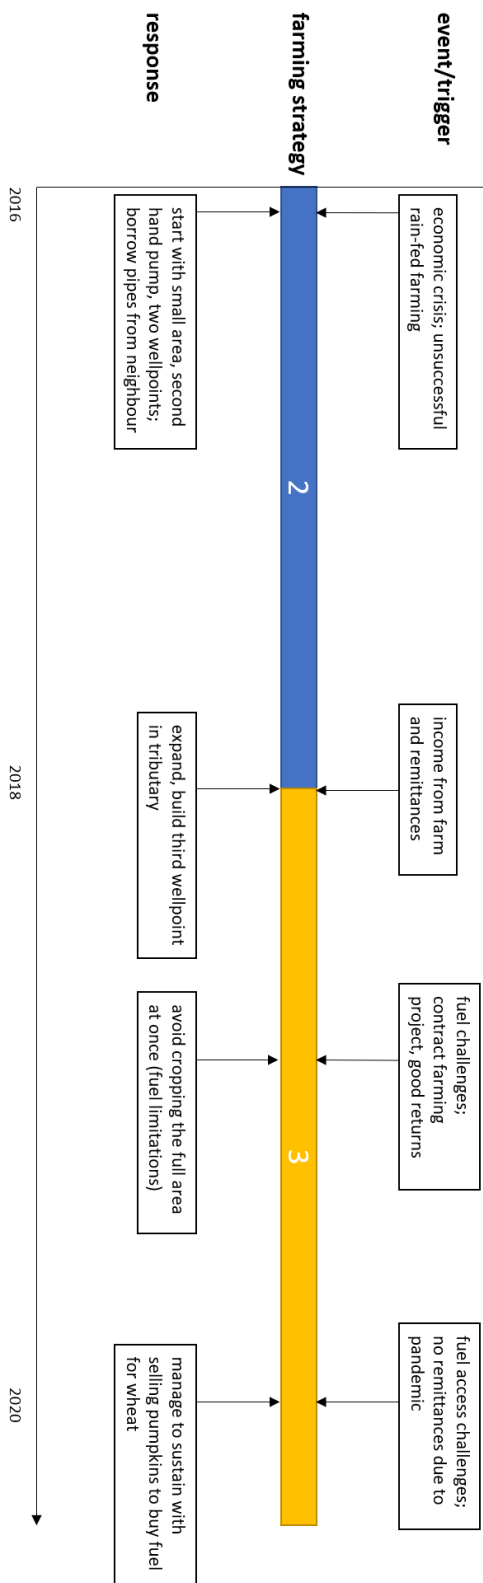 event/trigger
economic crisis; unsuccessful
rain-fed farming
income from farm
and remittances
fuel challenges;
contract farming
project, good returns
fuel access challenges;
no remittances due to
pandemic
farming strategy
2
3
response
start with small area, second
hand pump, two wellpoints;
borrow pipes from neighbour
expand, build third wellpoint
in tributary
avoid cropping the full area
at once (fuel limitations)
manage to sustain with
selling pumpkins to buy fuel
for wheat
2016
2018
2020